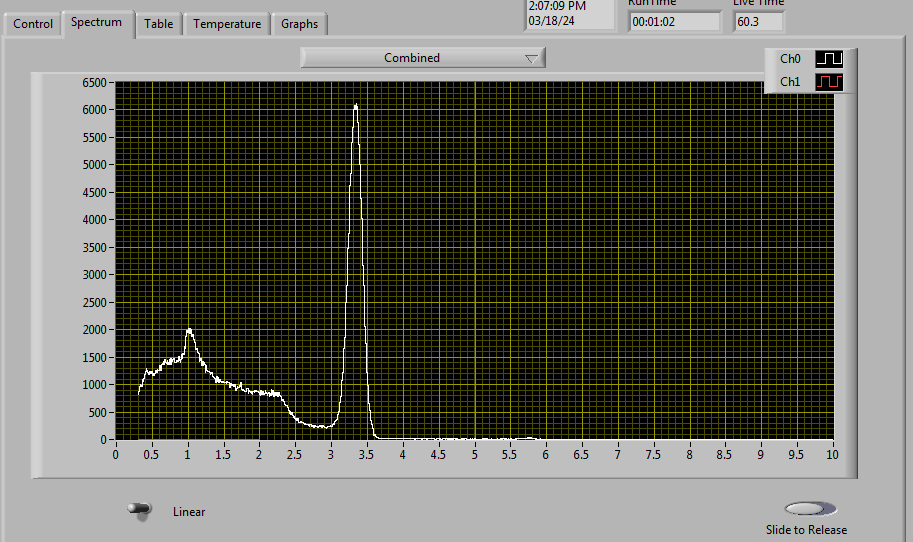 2:07:09 PM
03/18/24
RunTime
00:01:02
Live Time
60.3
Control
Spectrum
Table
Temperature
Graphs
Combined
Ch0
Ch1
6500
6000
5500
5000
4500
4000
3500
3000
2500
2000
1500
1000
500
0
0 0.5 1 1.5 2 2.5 3 3.5 4 4.5 5 5.5 6 6.5 7 7.5 8 8.5 9 9.5 10
Linear
Slide to Release